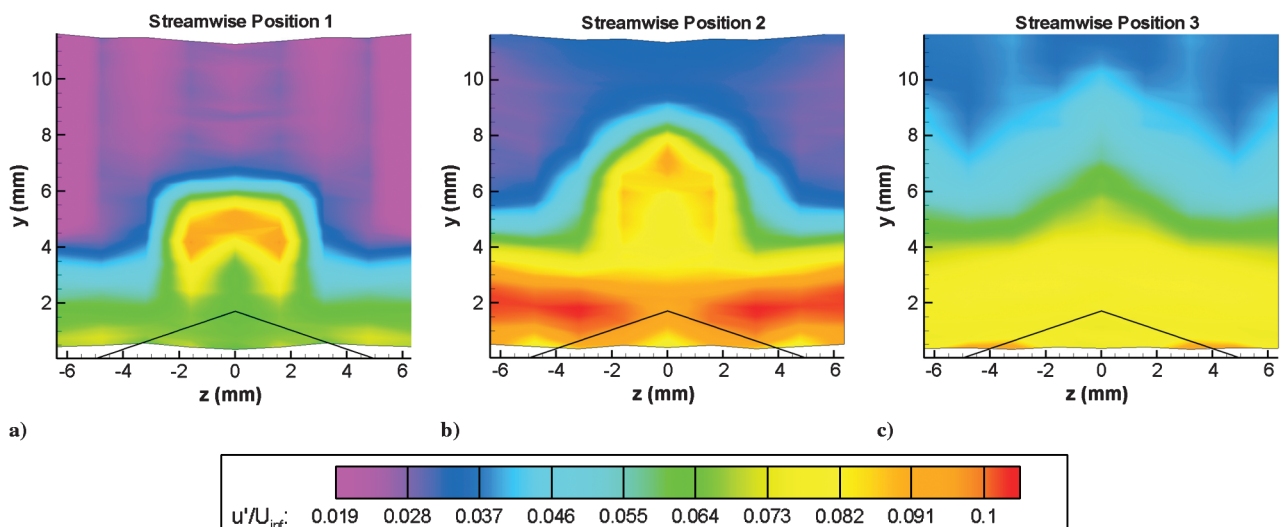 Streamwise Position 1
Streamwise Position 2
Streamwise Position 3
10
8
6
4
2
y (mm)
-6 -4 -2 0 2 4 6
z (mm)
10
8
6
4
2
y (mm)
-6 -4 -2 0 2 4 6
z (mm)
10
8
6
4
2
y (mm)
-6 -4 -2 0 2 4 6
z (mm)
a)
b)
c)
u'/U_inf: 0.019 0.028 0.037 0.046 0.055 0.064 0.073 0.082 0.091 0.1